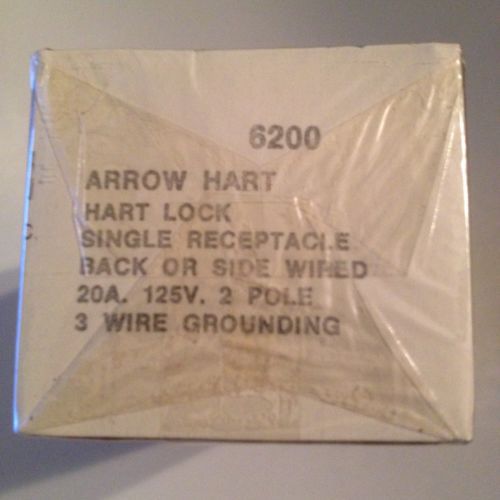 6200
ARROW HART
HART LOCK
SINGLE RECEPTACLE
BACK OR SIDE WIRED
20A. 125V. 2 POLE
3 WIRE GROUNDING